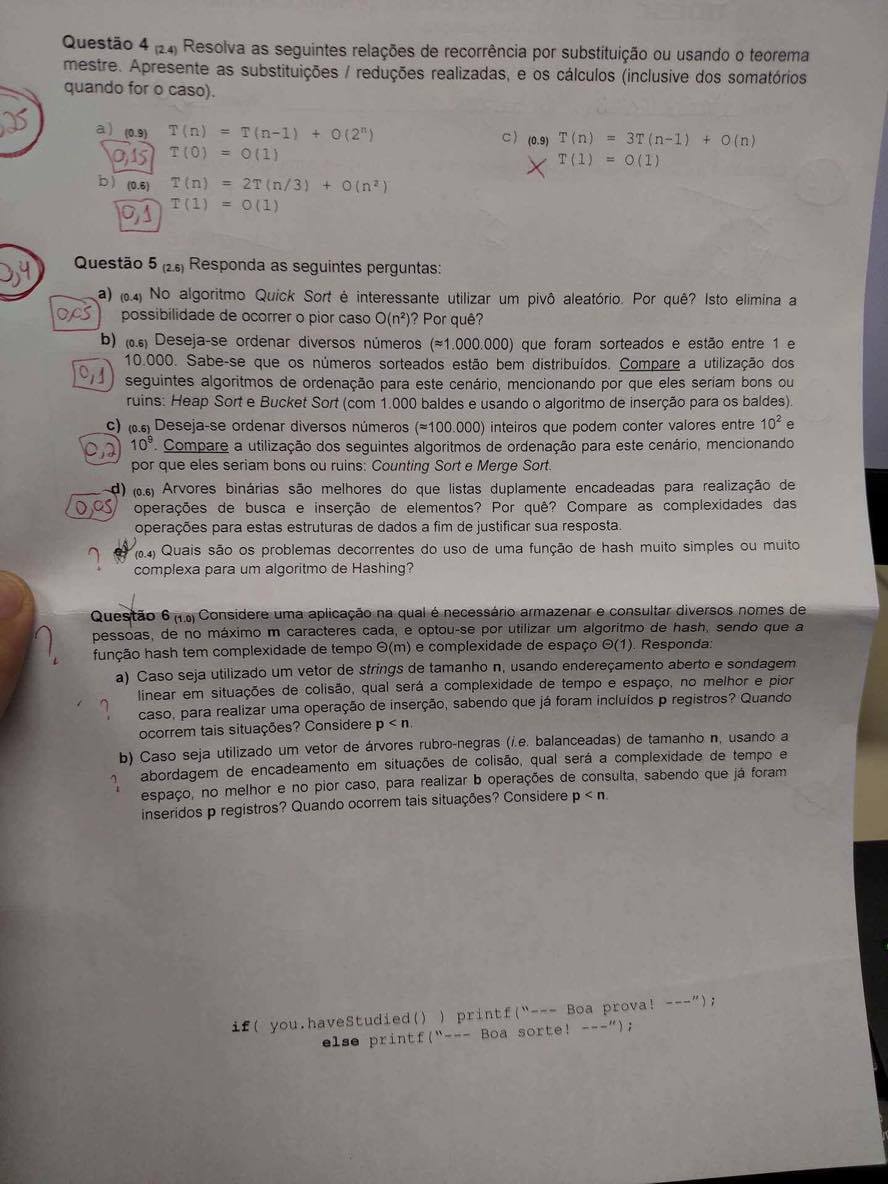 Questão 4 (2.4) Resolva as seguintes relações de recorrência por substituição ou usando o teorema
mestre. Apresente as substituições / reduções realizadas, e os cálculos (inclusive dos somatórios
quando for o caso).
,25
a) (0.9) T(n) = T(n-1) + O(2ⁿ)
0,15 T(0) = O(1)
b) (0.6) T(n) = 2T(n/3) + O(n²)
0,1 T(1) = O(1)
c) (0.9) T(n) = 3T(n-1) + O(n)
X T(1) = O(1)
0,4
Questão 5 (2.6) Responda as seguintes perguntas:
a) (0.4) No algoritmo Quick Sort é interessante utilizar um pivô aleatório. Por quê? Isto elimina a
0,05 possibilidade de ocorrer o pior caso O(n²)? Por quê?
b) (0.6) Deseja-se ordenar diversos números (≈1.000.000) que foram sorteados e estão entre 1 e
10.000. Sabe-se que os números sorteados estão bem distribuídos. Compare a utilização dos
0,1 seguintes algoritmos de ordenação para este cenário, mencionando por que eles seriam bons ou
ruins: Heap Sort e Bucket Sort (com 1.000 baldes e usando o algoritmo de inserção para os baldes).
c) (0.6) Deseja-se ordenar diversos números (≈100.000) inteiros que podem conter valores entre 10² e
0,2 10⁹. Compare a utilização dos seguintes algoritmos de ordenação para este cenário, mencionando
por que eles seriam bons ou ruins: Counting Sort e Merge Sort.
d) (0.6) Arvores binárias são melhores do que listas duplamente encadeadas para realização de
0,05 operações de busca e inserção de elementos? Por quê? Compare as complexidades das
operações para estas estruturas de dados a fim de justificar sua resposta.
? (0.4) Quais são os problemas decorrentes do uso de uma função de hash muito simples ou muito
complexa para um algoritmo de Hashing?
Questão 6 (1.0) Considere uma aplicação na qual é necessário armazenar e consultar diversos nomes de
? pessoas, de no máximo m caracteres cada, e optou-se por utilizar um algoritmo de hash, sendo que a
função hash tem complexidade de tempo Θ(m) e complexidade de espaço Θ(1). Responda:
a) Caso seja utilizado um vetor de strings de tamanho n, usando endereçamento aberto e sondagem
linear em situações de colisão, qual será a complexidade de tempo e espaço, no melhor e pior
? caso, para realizar uma operação de inserção, sabendo que já foram incluídos p registros? Quando
ocorrem tais situações? Considere p < n.
b) Caso seja utilizado um vetor de árvores rubro-negras (i.e. balanceadas) de tamanho n, usando a
? abordagem de encadeamento em situações de colisão, qual será a complexidade de tempo e
espaço, no melhor e no pior caso, para realizar b operações de consulta, sabendo que já foram
inseridos p registros? Quando ocorrem tais situações? Considere p < n.
if( you.haveStudied() ) printf("--- Boa prova! ---");
else printf("--- Boa sorte! ---");